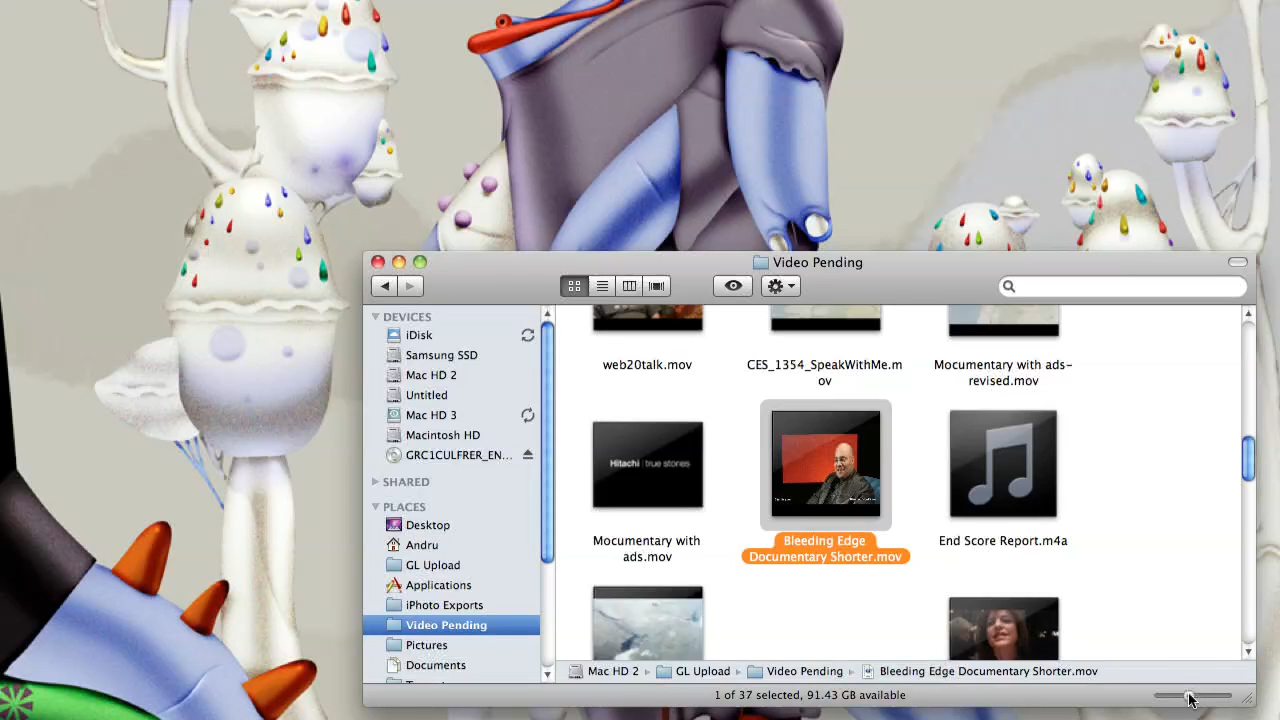 Video Pending
DEVICES
iDisk
Samsung SSD
Mac HD 2
Untitled
Mac HD 3
Macintosh HD
GRC1CULFRER_EN...
SHARED
PLACES
Desktop
Andru
GL Upload
Applications
iPhoto Exports
Video Pending
Pictures
Documents
web20talk.mov
CES_1354_SpeakWithMe.m
ov
Mocumentary with ads-
revised.mov
Hitachi | true stories
Mocumentary with
ads.mov
Bleeding Edge
Documentary Shorter.mov
End Score Report.m4a
Mac HD 2 ▸ GL Upload ▸ Video Pending ▸ Bleeding Edge Documentary Shorter.mov
1 of 37 selected, 91.43 GB available